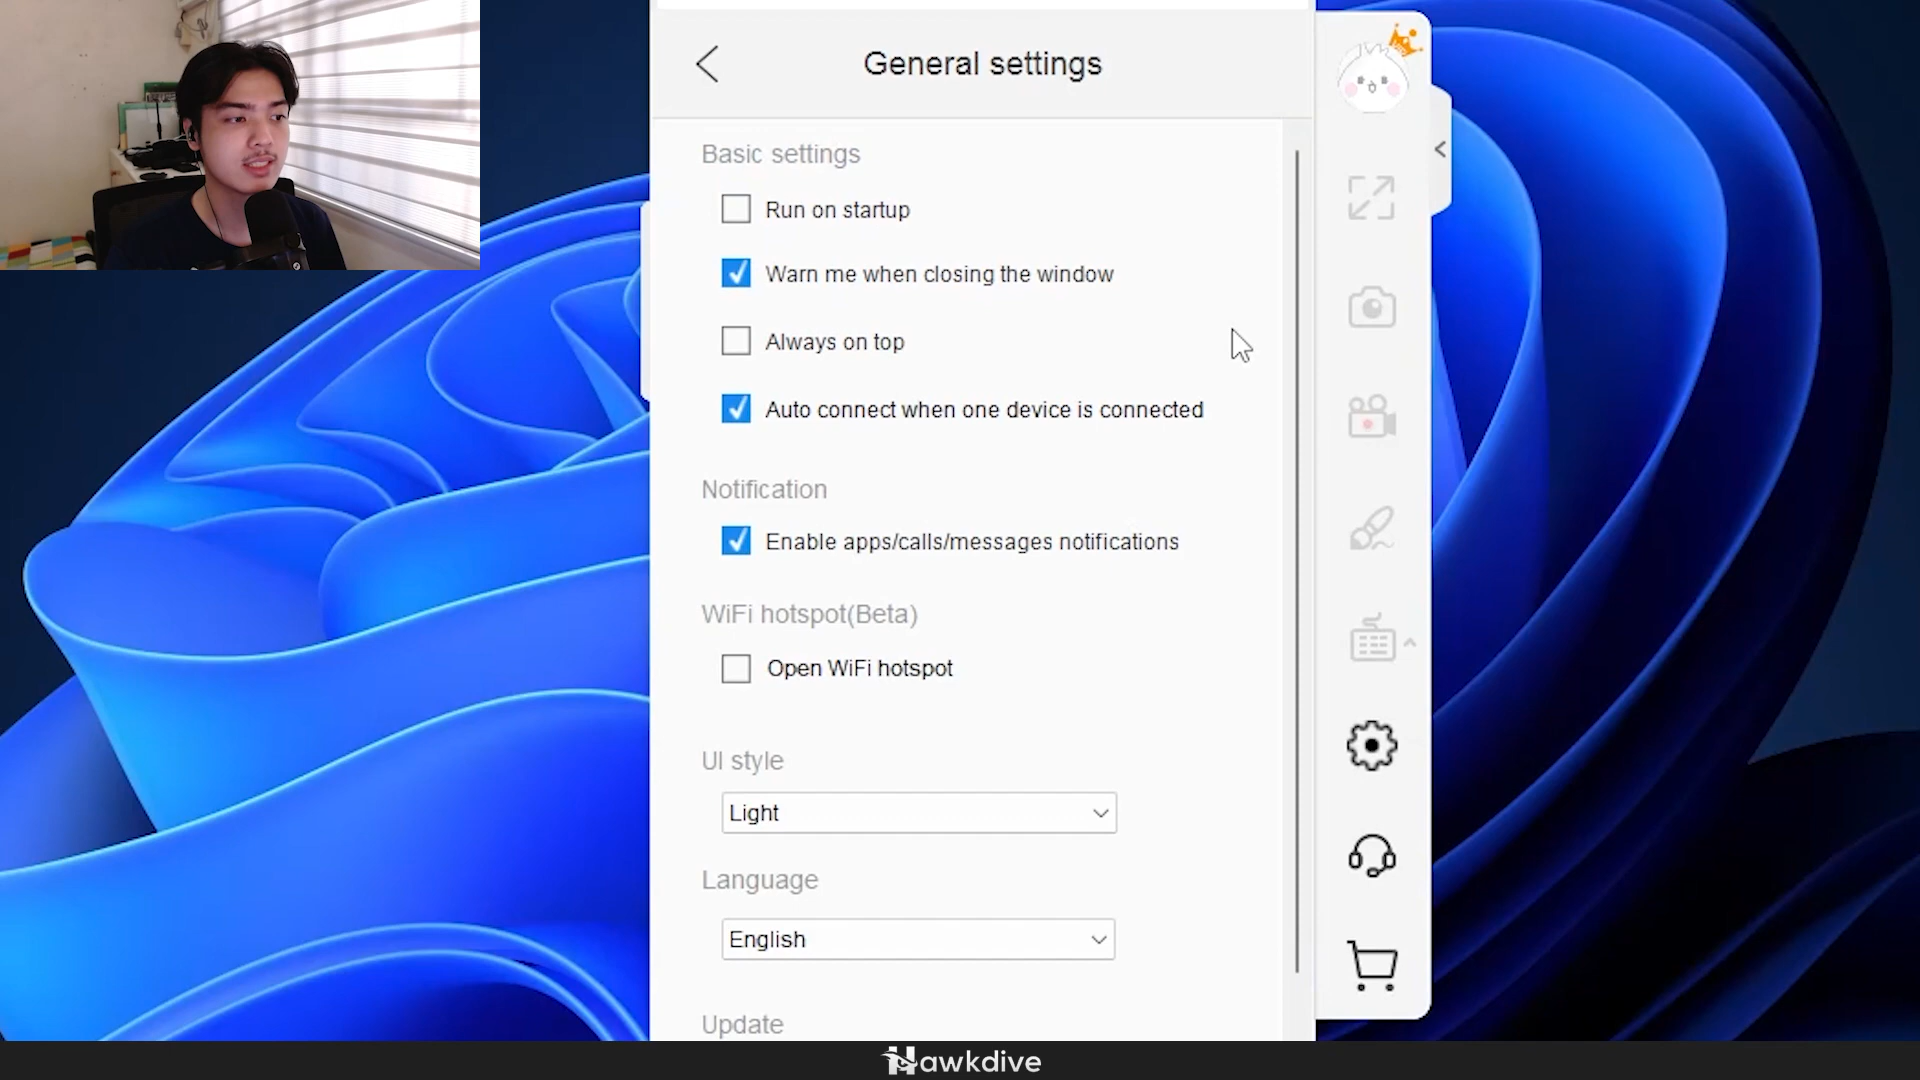 General settings
Basic settings
Run on startup
Warn me when closing the window
Always on top
Auto connect when one device is connected
Notification
Enable apps/calls/messages notifications
WiFi hotspot(Beta)
Open WiFi hotspot
UI style
Light
Language
English
Update
Hawkdive